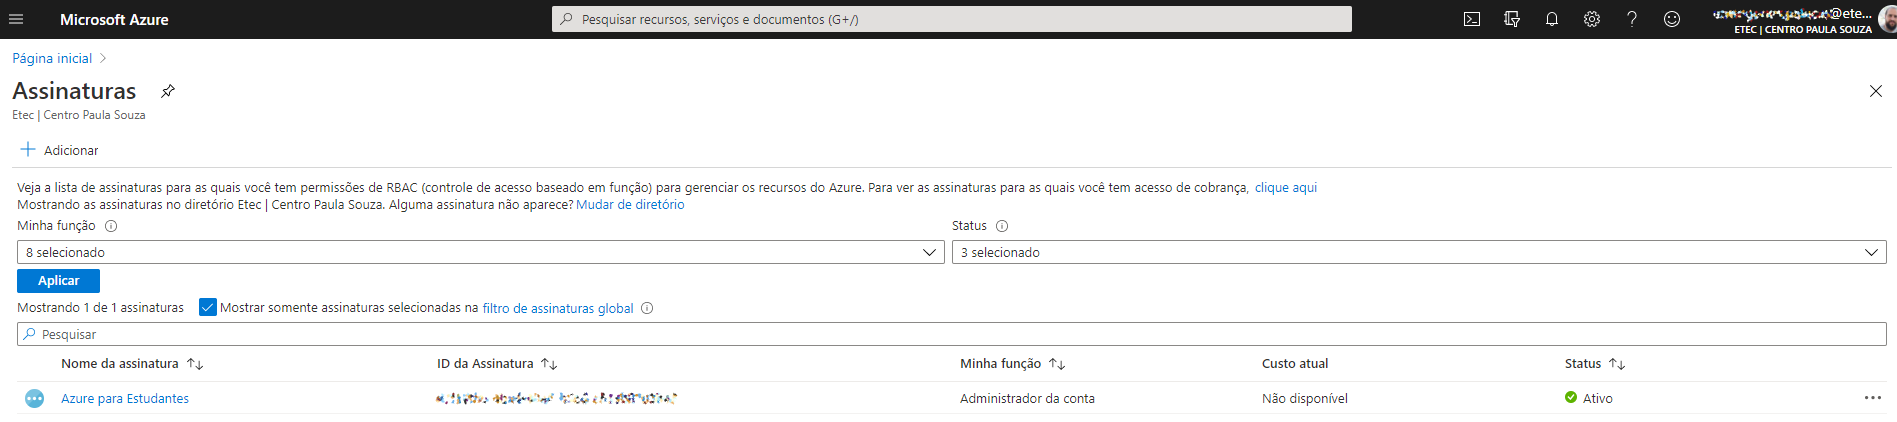 Microsoft Azure
Pesquisar recursos, serviços e documentos (G+/)
@ete...
ETEC | CENTRO PAULA SOUZA
Página inicial
Assinaturas
Etec | Centro Paula Souza
Adicionar
Veja a lista de assinaturas para as quais você tem permissões de RBAC (controle de acesso baseado em função) para gerenciar os recursos do Azure. Para ver as assinaturas para as quais você tem acesso de cobrança, clique aqui
Mostrando as assinaturas no diretório Etec | Centro Paula Souza. Alguma assinatura não aparece? Mudar de diretório
Minha função Status
8 selecionado 3 selecionado
Aplicar
Mostrando 1 de 1 assinaturas Mostrar somente assinaturas selecionadas na filtro de assinaturas global
Pesquisar
Nome da assinatura ID da Assinatura Minha função Custo atual Status
Azure para Estudantes Administrador da conta Não disponível Ativo